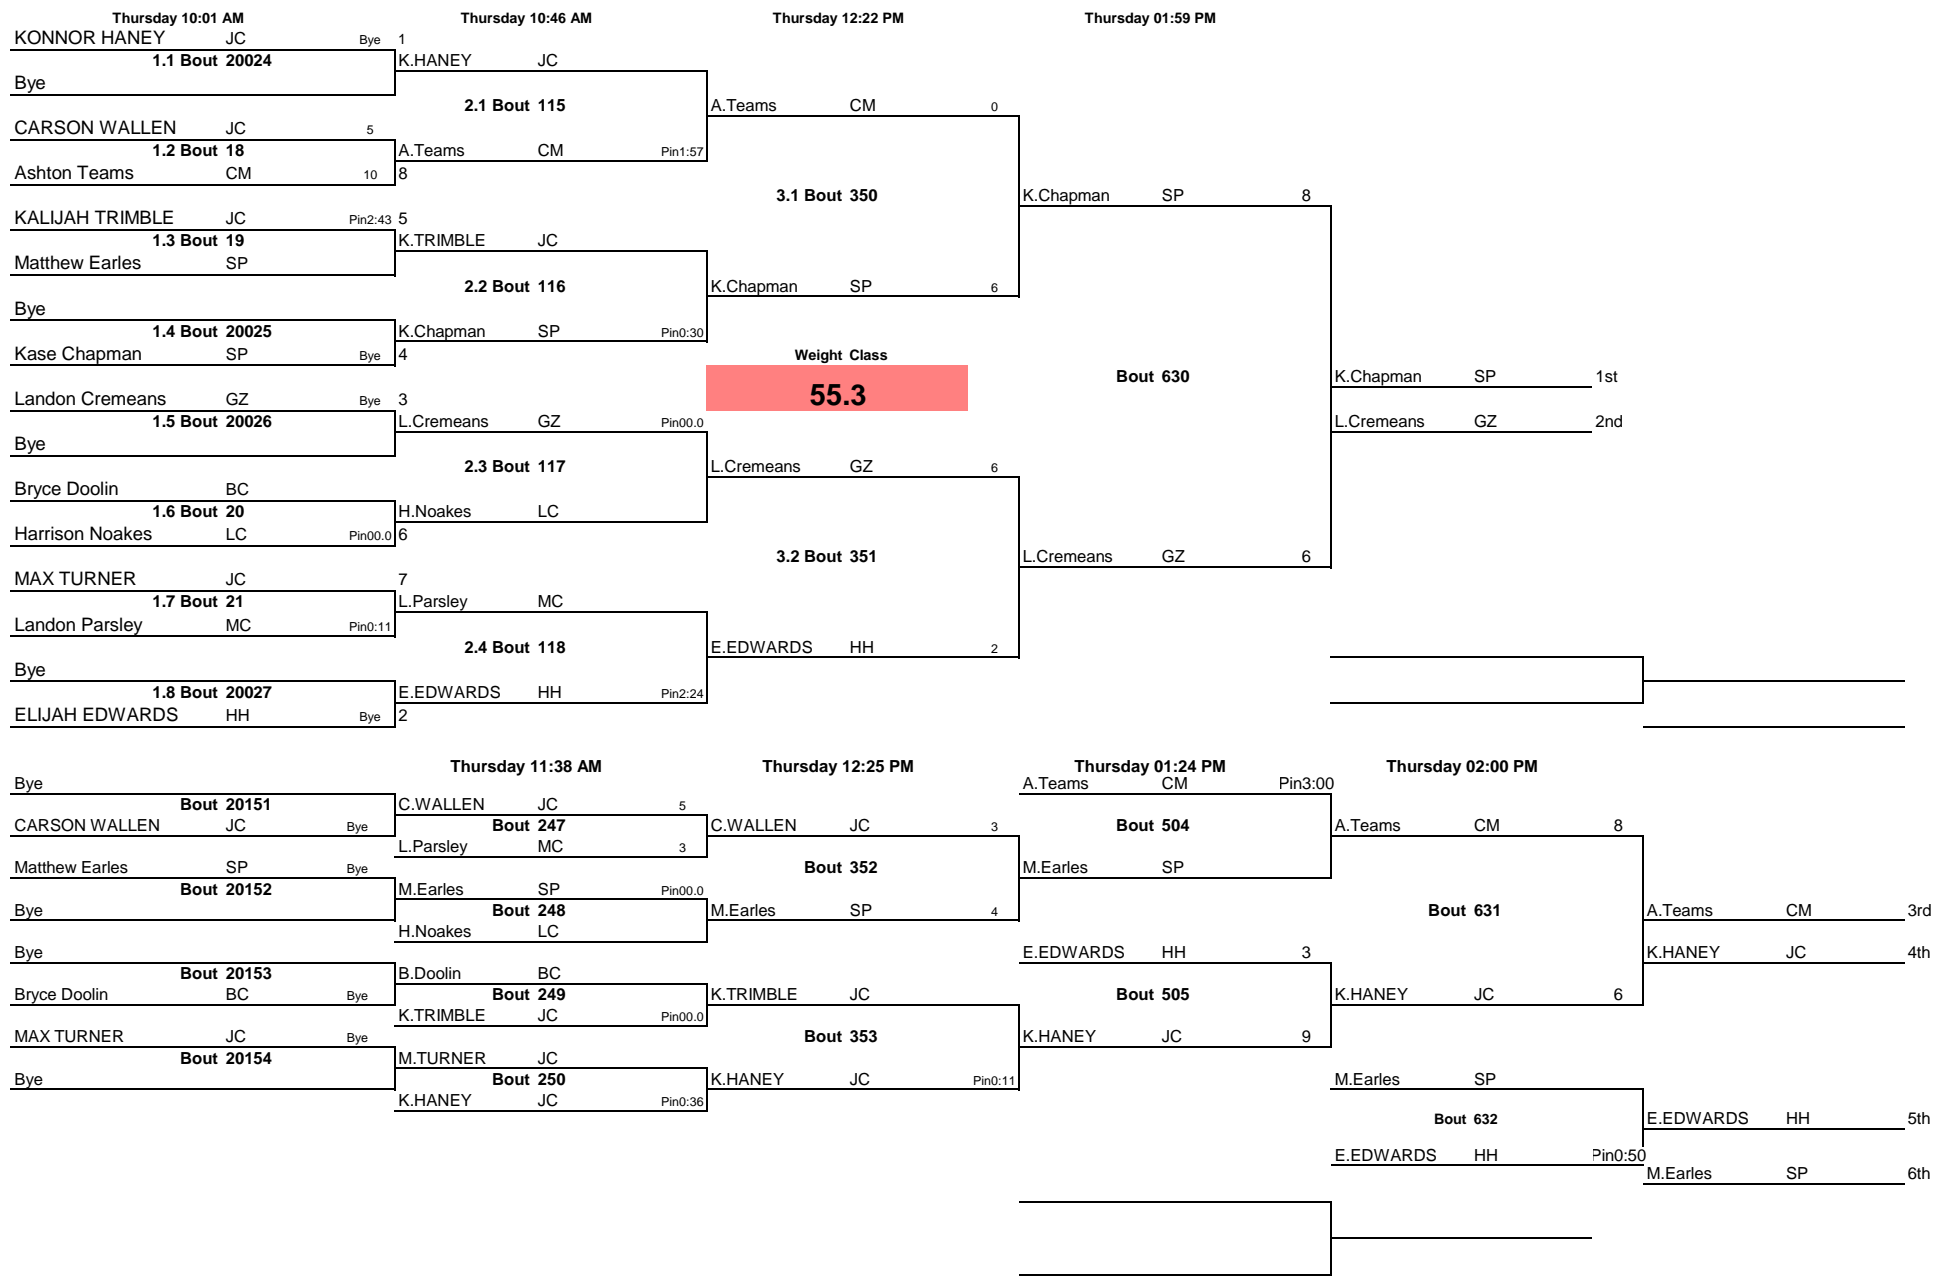 Thursday 10:01 AM Thursday 10:46 AM Thursday 12:22 PM Thursday 01:59 PM
KONNOR HANEY JC Bye 1
1.1 Bout 20024 K.HANEY JC
Bye
2.1 Bout 115 A.Teams CM 0
CARSON WALLEN JC 5
1.2 Bout 18 A.Teams CM Pin1:57
Ashton Teams CM 10 8
3.1 Bout 350 K.Chapman SP 8
KALIJAH TRIMBLE JC Pin2:43 5
1.3 Bout 19 K.TRIMBLE JC
Matthew Earles SP
2.2 Bout 116 K.Chapman SP 6
Bye
1.4 Bout 20025 K.Chapman SP Pin0:30
Kase Chapman SP Bye 4 Weight Class
Bout 630 K.Chapman SP 1st
55.3
Landon Cremeans GZ Bye 3
1.5 Bout 20026 L.Cremeans GZ Pin00.0 L.Cremeans GZ 2nd
Bye
2.3 Bout 117 L.Cremeans GZ 6
Bryce Doolin BC
1.6 Bout 20 H.Noakes LC
Harrison Noakes LC Pin00.0 6
3.2 Bout 351 L.Cremeans GZ 6
MAX TURNER JC 7
1.7 Bout 21 L.Parsley MC
Landon Parsley MC Pin0:11
2.4 Bout 118 E.EDWARDS HH 2
Bye
1.8 Bout 20027 E.EDWARDS HH Pin2:24
ELIJAH EDWARDS HH Bye 2
Thursday 11:38 AM Thursday 12:25 PM Thursday 01:24 PM Thursday 02:00 PM
Bye A.Teams CM Pin3:00
Bout 20151 C.WALLEN JC 5
CARSON WALLEN JC Bye Bout 247 C.WALLEN JC 3 Bout 504 A.Teams CM 8
L.Parsley MC 3
Matthew Earles SP Bye Bout 352 M.Earles SP
Bout 20152 M.Earles SP Pin00.0
Bye Bout 248 M.Earles SP 4 Bout 631 A.Teams CM 3rd
H.Noakes LC
Bye E.EDWARDS HH 3 K.HANEY JC 4th
Bout 20153 B.Doolin BC
Bryce Doolin BC Bye Bout 249 K.TRIMBLE JC Bout 505 K.HANEY JC 6
K.TRIMBLE JC Pin00.0
MAX TURNER JC Bye Bout 353 K.HANEY JC 9
Bout 20154 M.TURNER JC
Bye Bout 250 K.HANEY JC Pin0:11 M.Earles SP
K.HANEY JC Pin0:36
Bout 632 E.EDWARDS HH 5th
E.EDWARDS HH Pin0:50
M.Earles SP 6th